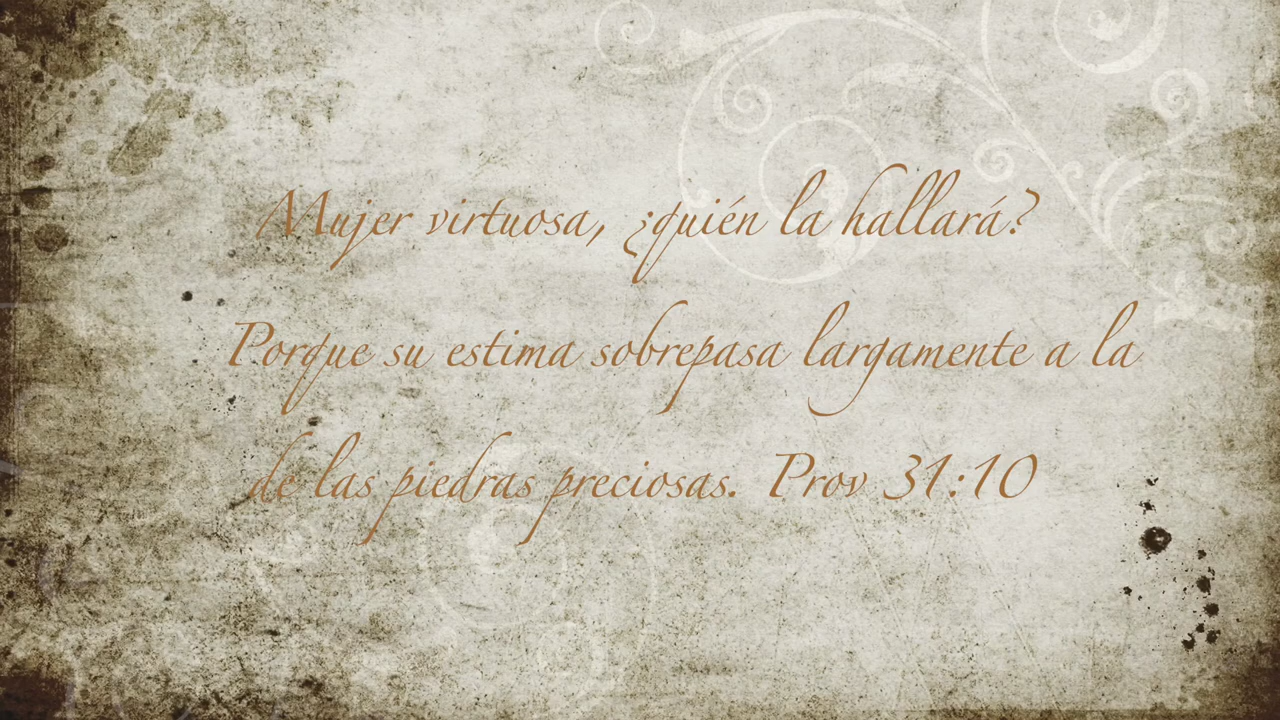 Mujer virtuosa, ¿quién la hallará?
Porque su estima sobrepasa largamente a la
de las piedras preciosas. Prov 31:10